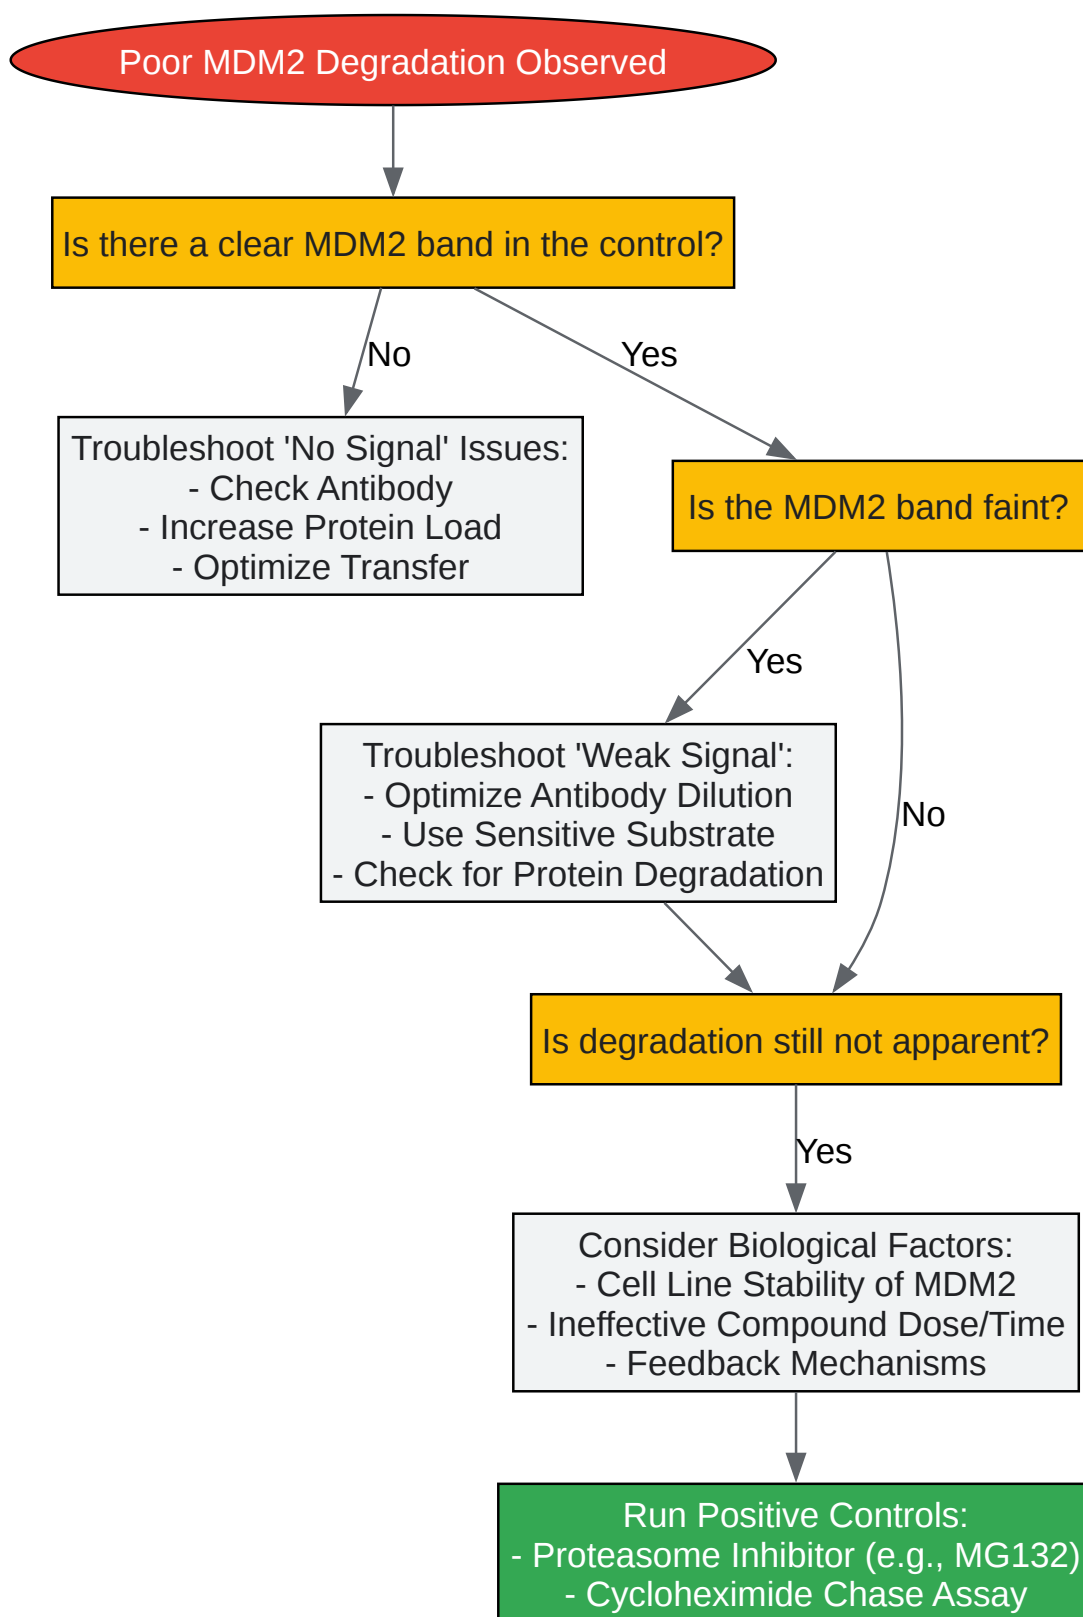 Poor MDM2 Degradation Observed
Is there a clear MDM2 band in the control?
No
Yes
Troubleshoot 'No Signal' Issues:
- Check Antibody
- Increase Protein Load
- Optimize Transfer
Is the MDM2 band faint?
Yes
Troubleshoot 'Weak Signal':
- Optimize Antibody Dilution
- Use Sensitive Substrate
- Check for Protein Degradation
No
Is degradation still not apparent?
Yes
Consider Biological Factors:
- Cell Line Stability of MDM2
- Ineffective Compound Dose/Time
- Feedback Mechanisms
Run Positive Controls:
- Proteasome Inhibitor (e.g., MG132)
- Cycloheximide Chase Assay